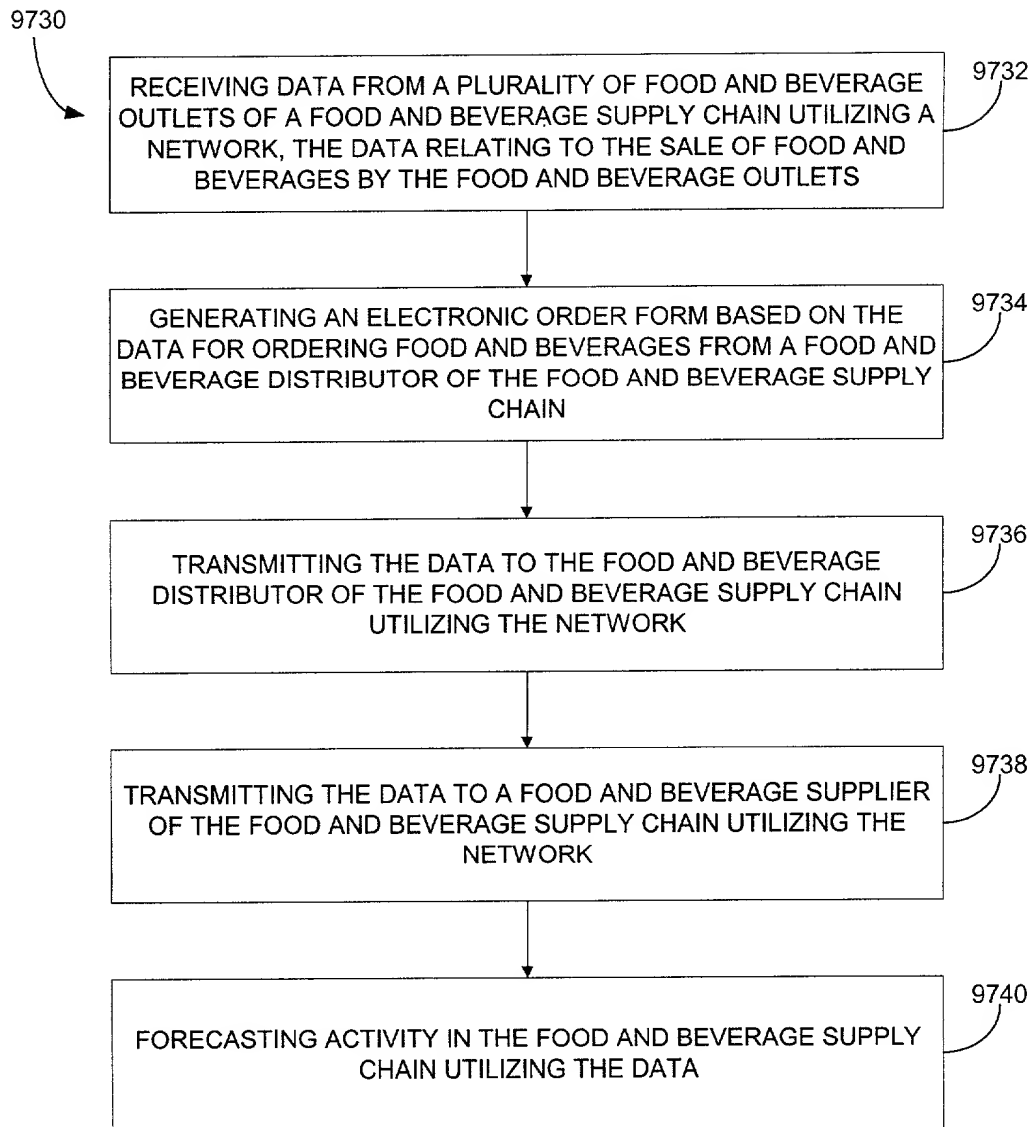 9730
RECEIVING DATA FROM A PLURALITY OF FOOD AND BEVERAGE
OUTLETS OF A FOOD AND BEVERAGE SUPPLY CHAIN UTILIZING A
NETWORK, THE DATA RELATING TO THE SALE OF FOOD AND
BEVERAGES BY THE FOOD AND BEVERAGE OUTLETS
9732
GENERATING AN ELECTRONIC ORDER FORM BASED ON THE
DATA FOR ORDERING FOOD AND BEVERAGES FROM A FOOD AND
BEVERAGE DISTRIBUTOR OF THE FOOD AND BEVERAGE SUPPLY
CHAIN
9734
TRANSMITTING THE DATA TO THE FOOD AND BEVERAGE
DISTRIBUTOR OF THE FOOD AND BEVERAGE SUPPLY CHAIN
UTILIZING THE NETWORK
9736
TRANSMITTING THE DATA TO A FOOD AND BEVERAGE SUPPLIER
OF THE FOOD AND BEVERAGE SUPPLY CHAIN UTILIZING THE
NETWORK
9738
FORECASTING ACTIVITY IN THE FOOD AND BEVERAGE SUPPLY
CHAIN UTILIZING THE DATA
9740